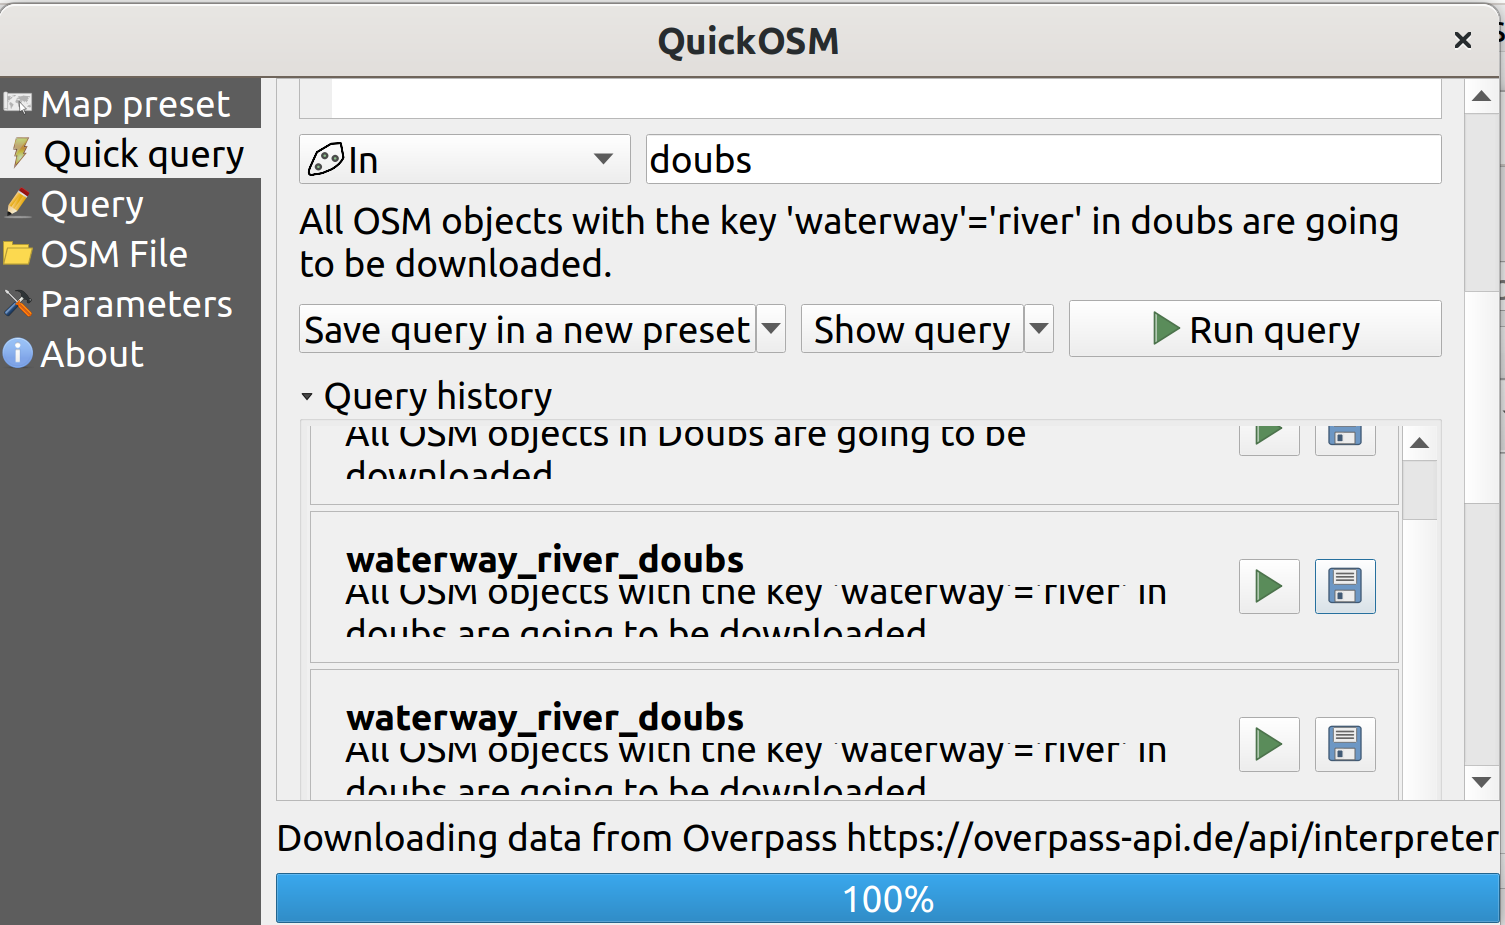 QuickOSM
Map preset
Quick query
Query
OSM File
Parameters
About
In
doubs
All OSM objects with the key 'waterway'='river' in doubs are going
to be downloaded.
Save query in a new preset
Show query
Run query
Query history
All OSM objects in Doubs are going to be
downloaded
waterway_river_doubs
All OSM objects with the key 'waterway'='river' in
doubs are going to be downloaded
waterway_river_doubs
All OSM objects with the key 'waterway'='river' in
doubs are going to be downloaded
Downloading data from Overpass https://overpass-api.de/api/interpreter
100%